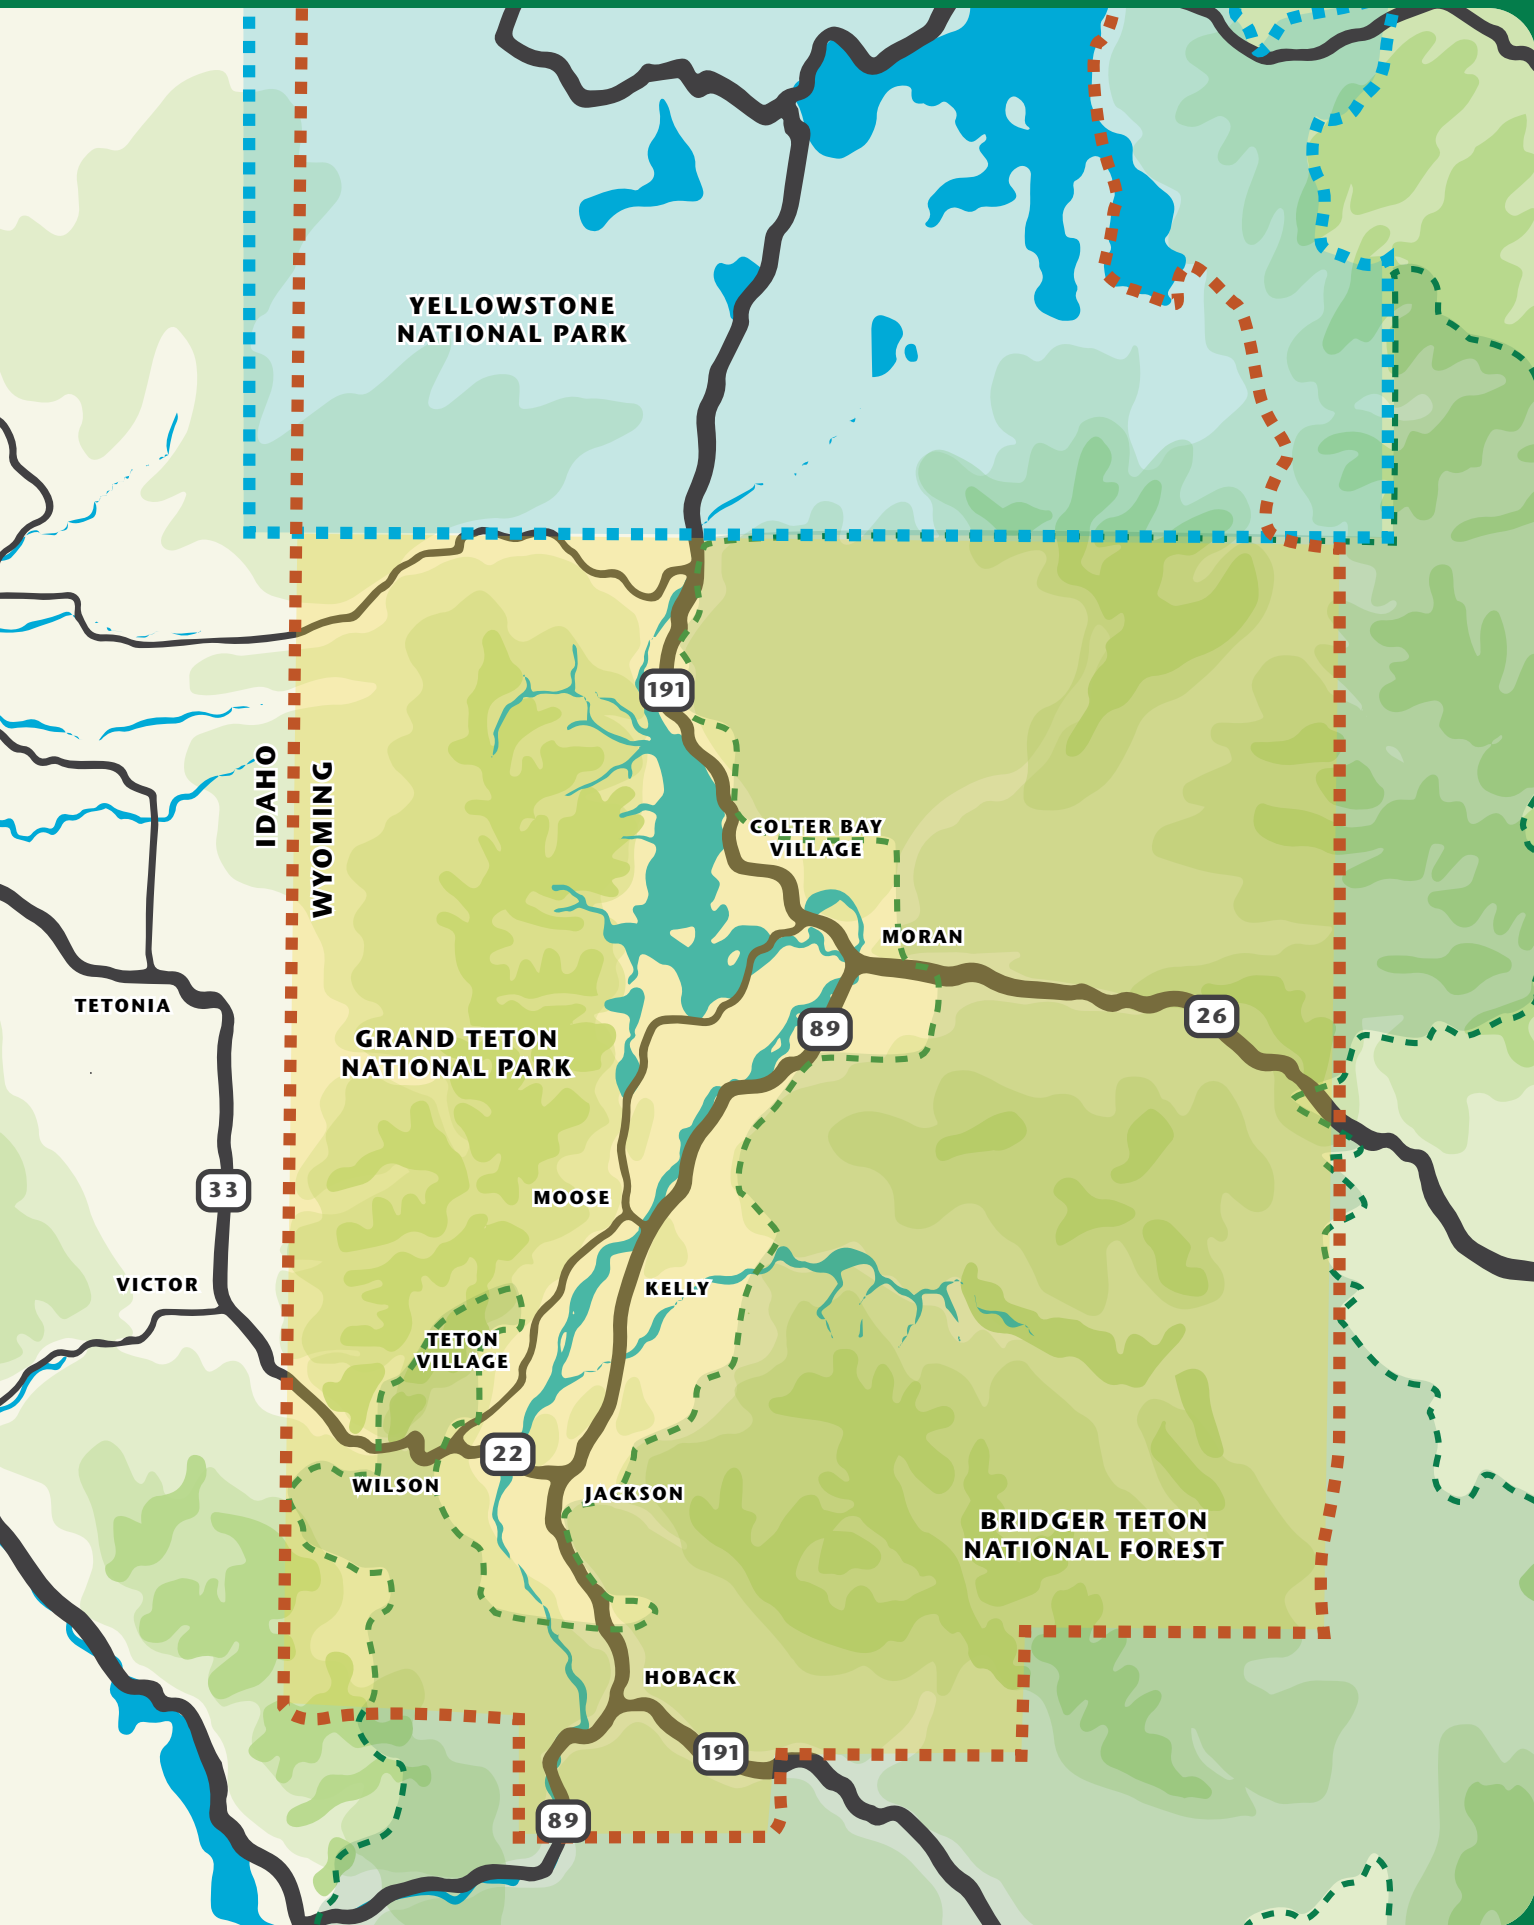 YELLOWSTONE
NATIONAL PARK
191
IDAHO
WYOMING
COLTER BAY
VILLAGE
MORAN
TETONIA
26
89
GRAND TETON
NATIONAL PARK
33
MOOSE
VICTOR
KELLY
TETON
VILLAGE
22
WILSON
JACKSON
BRIDGER TETON
NATIONAL FOREST
HOBACK
191
89